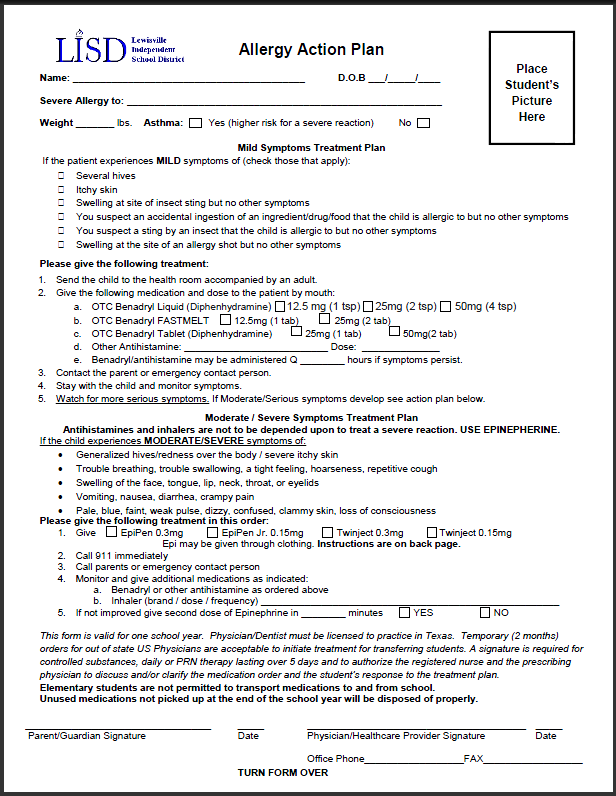 LISD Lewisville Independent School District
Allergy Action Plan
Place Student's Picture Here
Name: ____________________ D.O.B ___/_____/____
Severe Allergy to: ____________________
Weight _______ lbs. Asthma: ☐ Yes (higher risk for a severe reaction) No ☐
Mild Symptoms Treatment Plan
If the patient experiences MILD symptoms of (check those that apply):
☐ Several hives
☐ Itchy skin
☐ Swelling at site of insect sting but no other symptoms
☐ You suspect an accidental ingestion of an ingredient/drug/food that the child is allergic to but no other symptoms
☐ You suspect a sting by an insect that the child is allergic to but no other symptoms
☐ Swelling at the site of an allergy shot but no other symptoms
Please give the following treatment:
1. Send the child to the health room accompanied by an adult.
2. Give the following medication and dose to the patient by mouth:
a. OTC Benadryl Liquid (Diphenhydramine) ☐ 12.5 mg (1 tsp) ☐ 25mg (2 tsp) ☐ 50mg (4 tsp)
b. OTC Benadryl FASTMELT ☐ 12.5mg (1 tab) ☐ 25mg (2 tab)
c. OTC Benadryl Tablet (Diphenhydramine) ☐ 25mg (1 tab) ☐ 50mg(2 tab)
d. Other Antihistamine: ____________________ Dose: ______________
e. Benadryl/antihistamine may be administered Q ________ hours if symptoms persist.
3. Contact the parent or emergency contact person.
4. Stay with the child and monitor symptoms.
5. Watch for more serious symptoms. If Moderate/Serious symptoms develop see action plan below.
Moderate / Severe Symptoms Treatment Plan
Antihistamines and inhalers are not to be depended upon to treat a severe reaction. USE EPINEPHERINE.
If the child experiences MODERATE/SEVERE symptoms of:
• Generalized hives/redness over the body / severe itchy skin
• Trouble breathing, trouble swallowing, a tight feeling, hoarseness, repetitive cough
• Swelling of the face, tongue, lip, neck, throat, or eyelids
• Vomiting, nausea, diarrhea, crampy pain
• Pale, blue, faint, weak pulse, dizzy, confused, clammy skin, loss of consciousness
Please give the following treatment in this order:
1. Give ☐ EpiPen 0.3mg ☐ EpiPen Jr. 0.15mg ☐ Twinject 0.3mg ☐ Twinject 0.15mg
Epi may be given through clothing. Instructions are on back page.
2. Call 911 immediately
3. Call parents or emergency contact person
4. Monitor and give additional medications as indicated:
a. Benadryl or other antihistamine as ordered above
b. Inhaler (brand / dose / frequency) ____________________
5. If not improved give second dose of Epinephrine in ________ minutes ☐ YES ☐ NO
This form is valid for one school year. Physician/Dentist must be licensed to practice in Texas. Temporary (2 months)
orders for out of state US Physicians are acceptable to initiate treatment for transferring students. A signature is required for
controlled substances, daily or PRN therapy lasting over 5 days and to authorize the registered nurse and the prescribing
physician to discuss and/or clarify the medication order and the student's response to the treatment plan.
Elementary students are not permitted to transport medications to and from school.
Unused medications not picked up at the end of the school year will be disposed of properly.
Parent/Guardian Signature Date Physician/Healthcare Provider Signature Date
Office Phone__________________FAX__________________
TURN FORM OVER